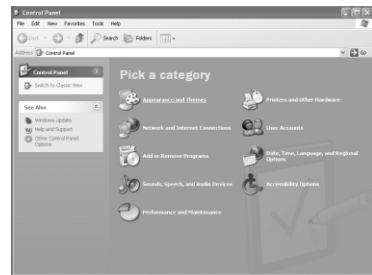 Control Panel
File Edit View Favorites Tools Help
Search Folders
Address Control Panel Go
Control Panel
Switch to Classic View
See Also
Windows Update
Help and Support
Other Control Panel
Options
Pick a category
Appearance and Themes
Printers and Other Hardware
Network and Internet Connections
User Accounts
Add or Remove Programs
Date, Time, Language, and Regional
Options
Sounds, Speech, and Audio Devices
Accessibility Options
Performance and Maintenance